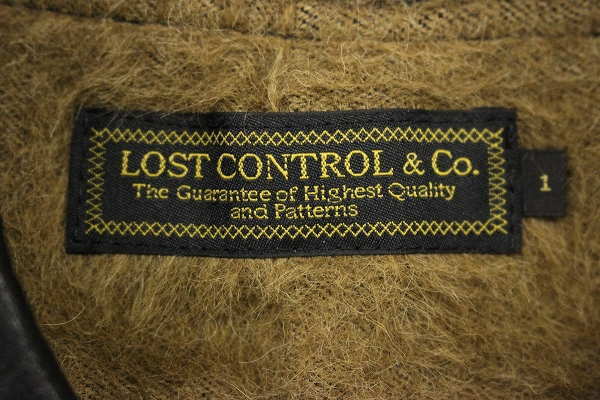 LOST CONTROL & Co.
The Guarantee of Highest Quality
and Patterns
1